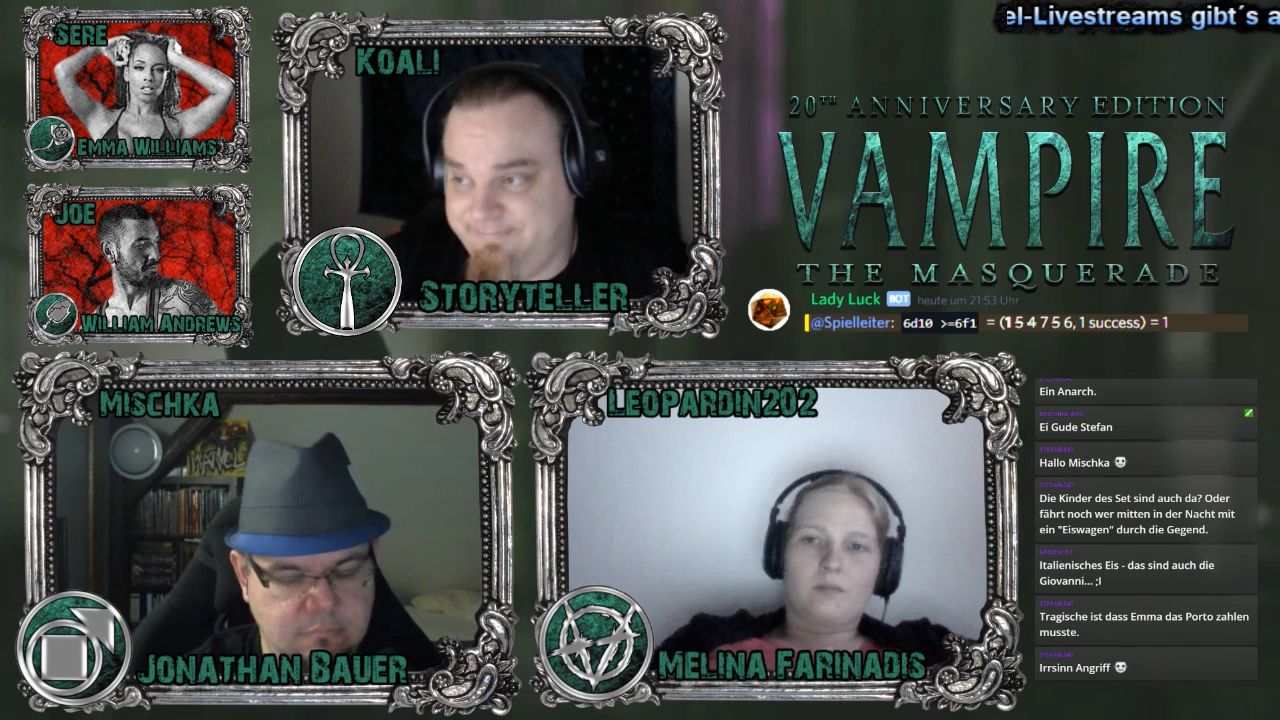 el-Livestreams gibt´s a
SERE
EMMA WILLIAMS
KOALI
STORYTELLER
20TH ANNIVERSARY EDITION
VAMPIRE
THE MASQUERADE
JOE
WILLIAM ANDREWS
Lady Luck BOT heute um 21:53 Uhr
@Spielleiter: 6d10 >=6f1 = (1 5 4 7 5 6, 1 success) = 1
MISCHKA
JONATHAN BAUER
LEOPARDIN202
MELINA FARINADIS
Ein Anarch.
Ei Gude Stefan
Hallo Mischka
Die Kinder des Set sind auch da? Oder
fährt noch wer mitten in der Nacht mit
ein "Eiswagen" durch die Gegend.
Italienisches Eis - das sind auch die
Giovanni... ;I
Tragische ist dass Emma das Porto zahlen
musste.
Irrsinn Angriff